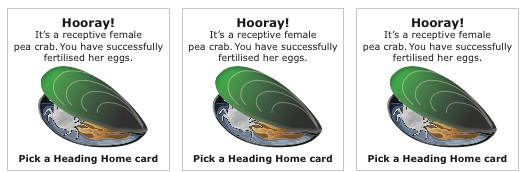 Hooray!
It's a receptive female
pea crab. You have successfully
fertilised her eggs.
Pick a Heading Home card
Hooray!
It's a receptive female
pea crab. You have successfully
fertilised her eggs.
Pick a Heading Home card
Hooray!
It's a receptive female
pea crab. You have successfully
fertilised her eggs.
Pick a Heading Home card